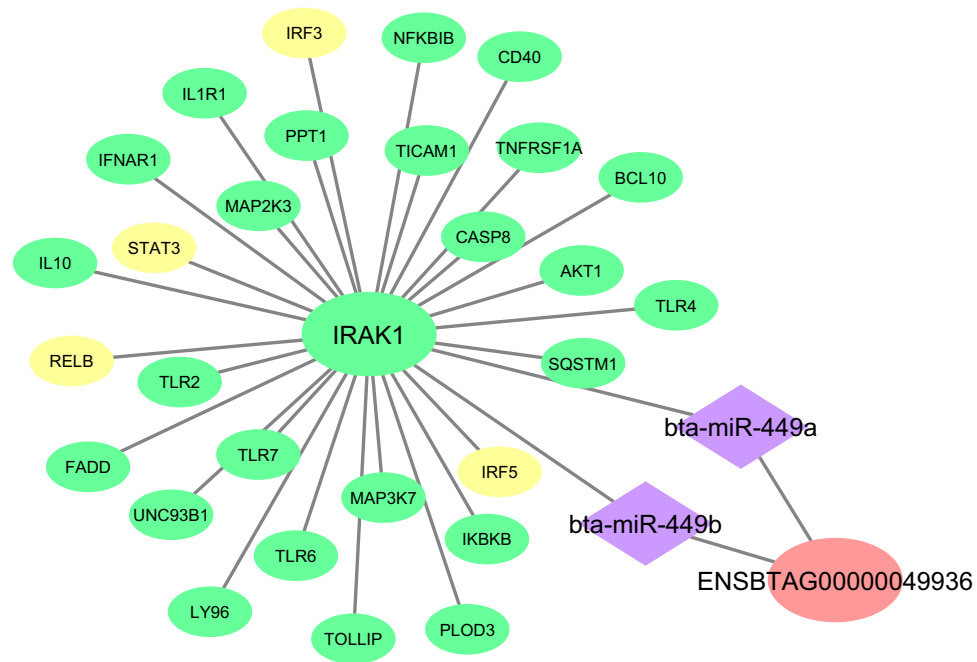 IRF3
NFKBIB
CD40
IL1R1
PPT1
TICAM1
TNFRSF1A
IFNAR1
BCL10
MAP2K3
STAT3
CASP8
IL10
AKT1
TLR4
IRAK1
RELB
TLR2
SQSTM1
bta-miR-449a
FADD
TLR7
IRF5
MAP3K7
UNC93B1
bta-miR-449b
IKBKB
TLR6
ENSBTAG00000049936
LY96
TOLLIP
PLOD3